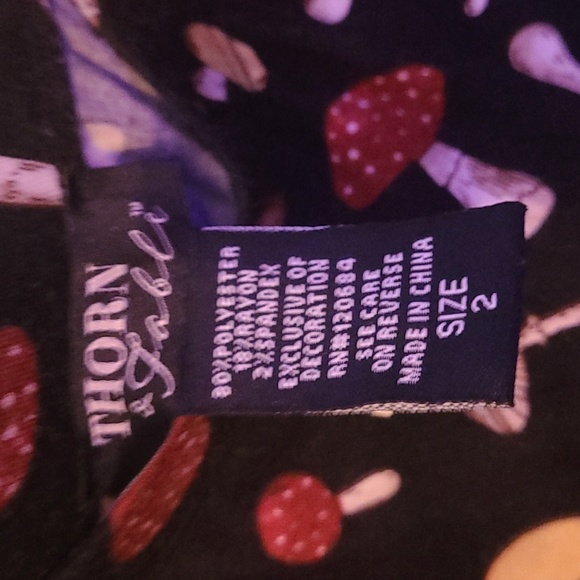 THORN
& Fable™
80%POLYESTER
18%RAYON
2%SPANDEX
EXCLUSIVE OF
DECORATION
RN#120684
SEE CARE
ON REVERSE
MADE IN CHINA
SIZE
2